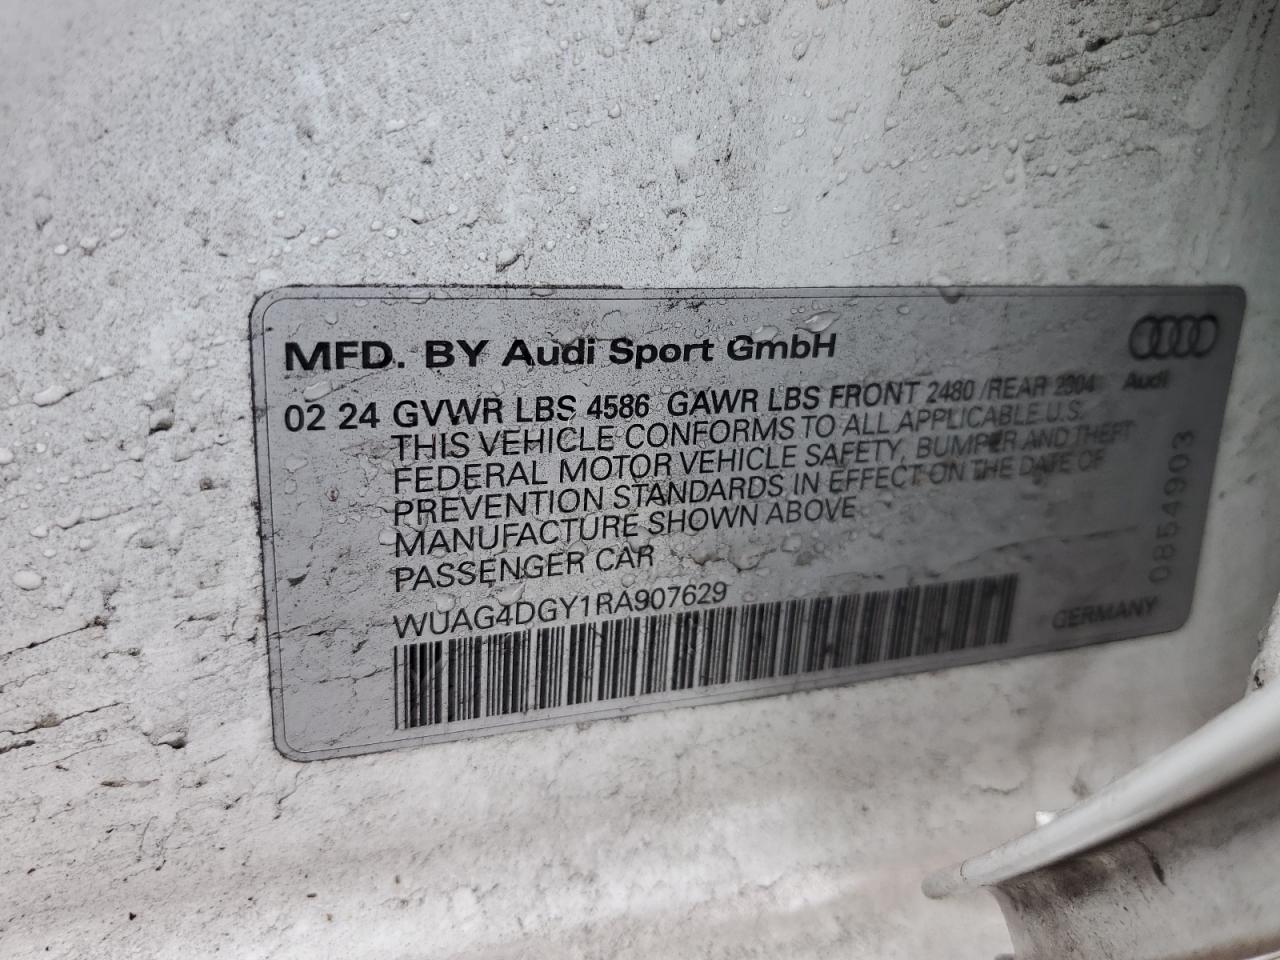 MFD. BY Audi Sport GmbH
Audi
02 24 GVWR LBS 4586 GAWR LBS FRONT 2480 /REAR 2304
THIS VEHICLE CONFORMS TO ALL APPLICABLE U.S.
FEDERAL MOTOR VEHICLE SAFETY, BUMPER AND THEFT
PREVENTION STANDARDS IN EFFECT ON THE DATE OF
MANUFACTURE SHOWN ABOVE
PASSENGER CAR
WUAG4DGY1RA907629
GERMANY
0854903